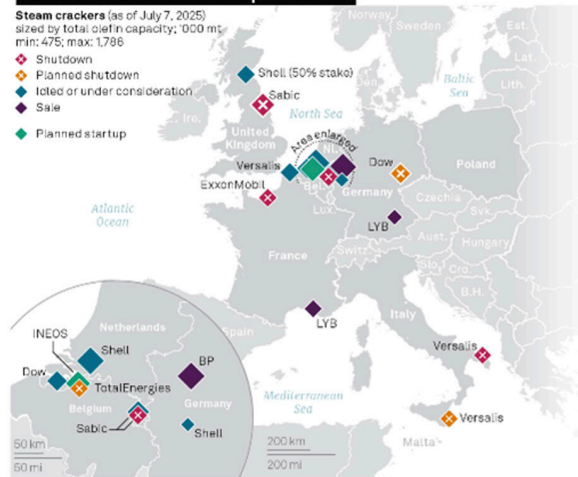 Steam crackers (as of July 7, 2025)
sized by total olefin capacity; '000 mt
min: 475; max: 1,786
Shutdown
Planned shutdown
Idled or under consideration
Sale
Planned startup
Norway
Sweden
Est.
Lat.
Lith.
Baltic
Sea
Den.
Shell (50% stake)
Sabic
North Sea
Ire.
United
Kingdom
Area enlarged
NL
Versalis
Dow
Poland
ExxonMobil
Bel.
Germany
Lux.
Czechia
Svk.
LYB
Atlantic
Ocean
Aust.
Hungary
France
Switz.
Slo.
Cro.
B.H.
Italy
Spain
LYB
Versalis
INEOS
Netherlands
Shell
BP
Dow
TotalEnergies
Mediterranean
Sea
Belgium
Germany
Sabic
Shell
Versalis
Malta
50 km
50 mi
200 km
200 mi